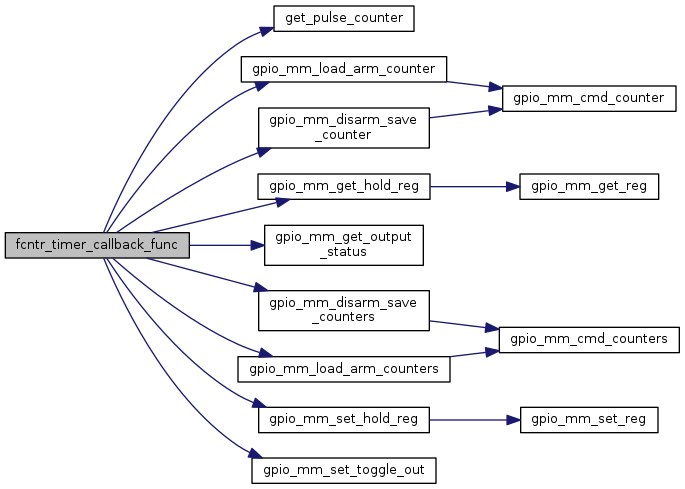 get_pulse_counter
gpio_mm_load_arm_counter
gpio_mm_cmd_counter
gpio_mm_disarm_save
_counter
gpio_mm_get_hold_reg
gpio_mm_get_reg
fcntr_timer_callback_func
gpio_mm_get_output
_status
gpio_mm_disarm_save
_counters
gpio_mm_cmd_counters
gpio_mm_load_arm_counters
gpio_mm_set_hold_reg
gpio_mm_set_reg
gpio_mm_set_toggle_out